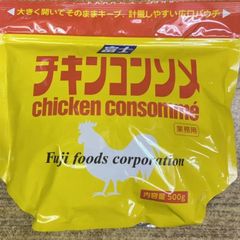 大きく開いてそのままキープ、計量しやすい広口パウチ!
富士
チキンコンソメ
chicken consommé
業務用
Fuji foods corporation
内容量 500g